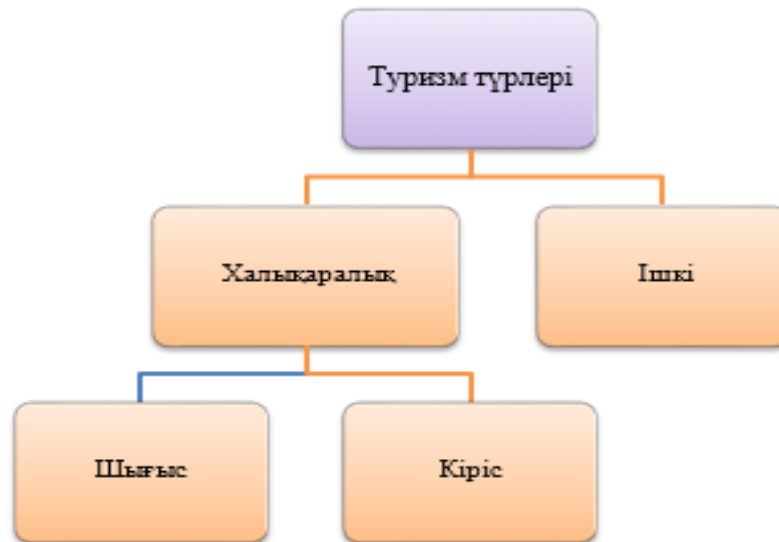 Туризм түрлері
Халықаралық
Ішкі
Шығыс
Кіріс